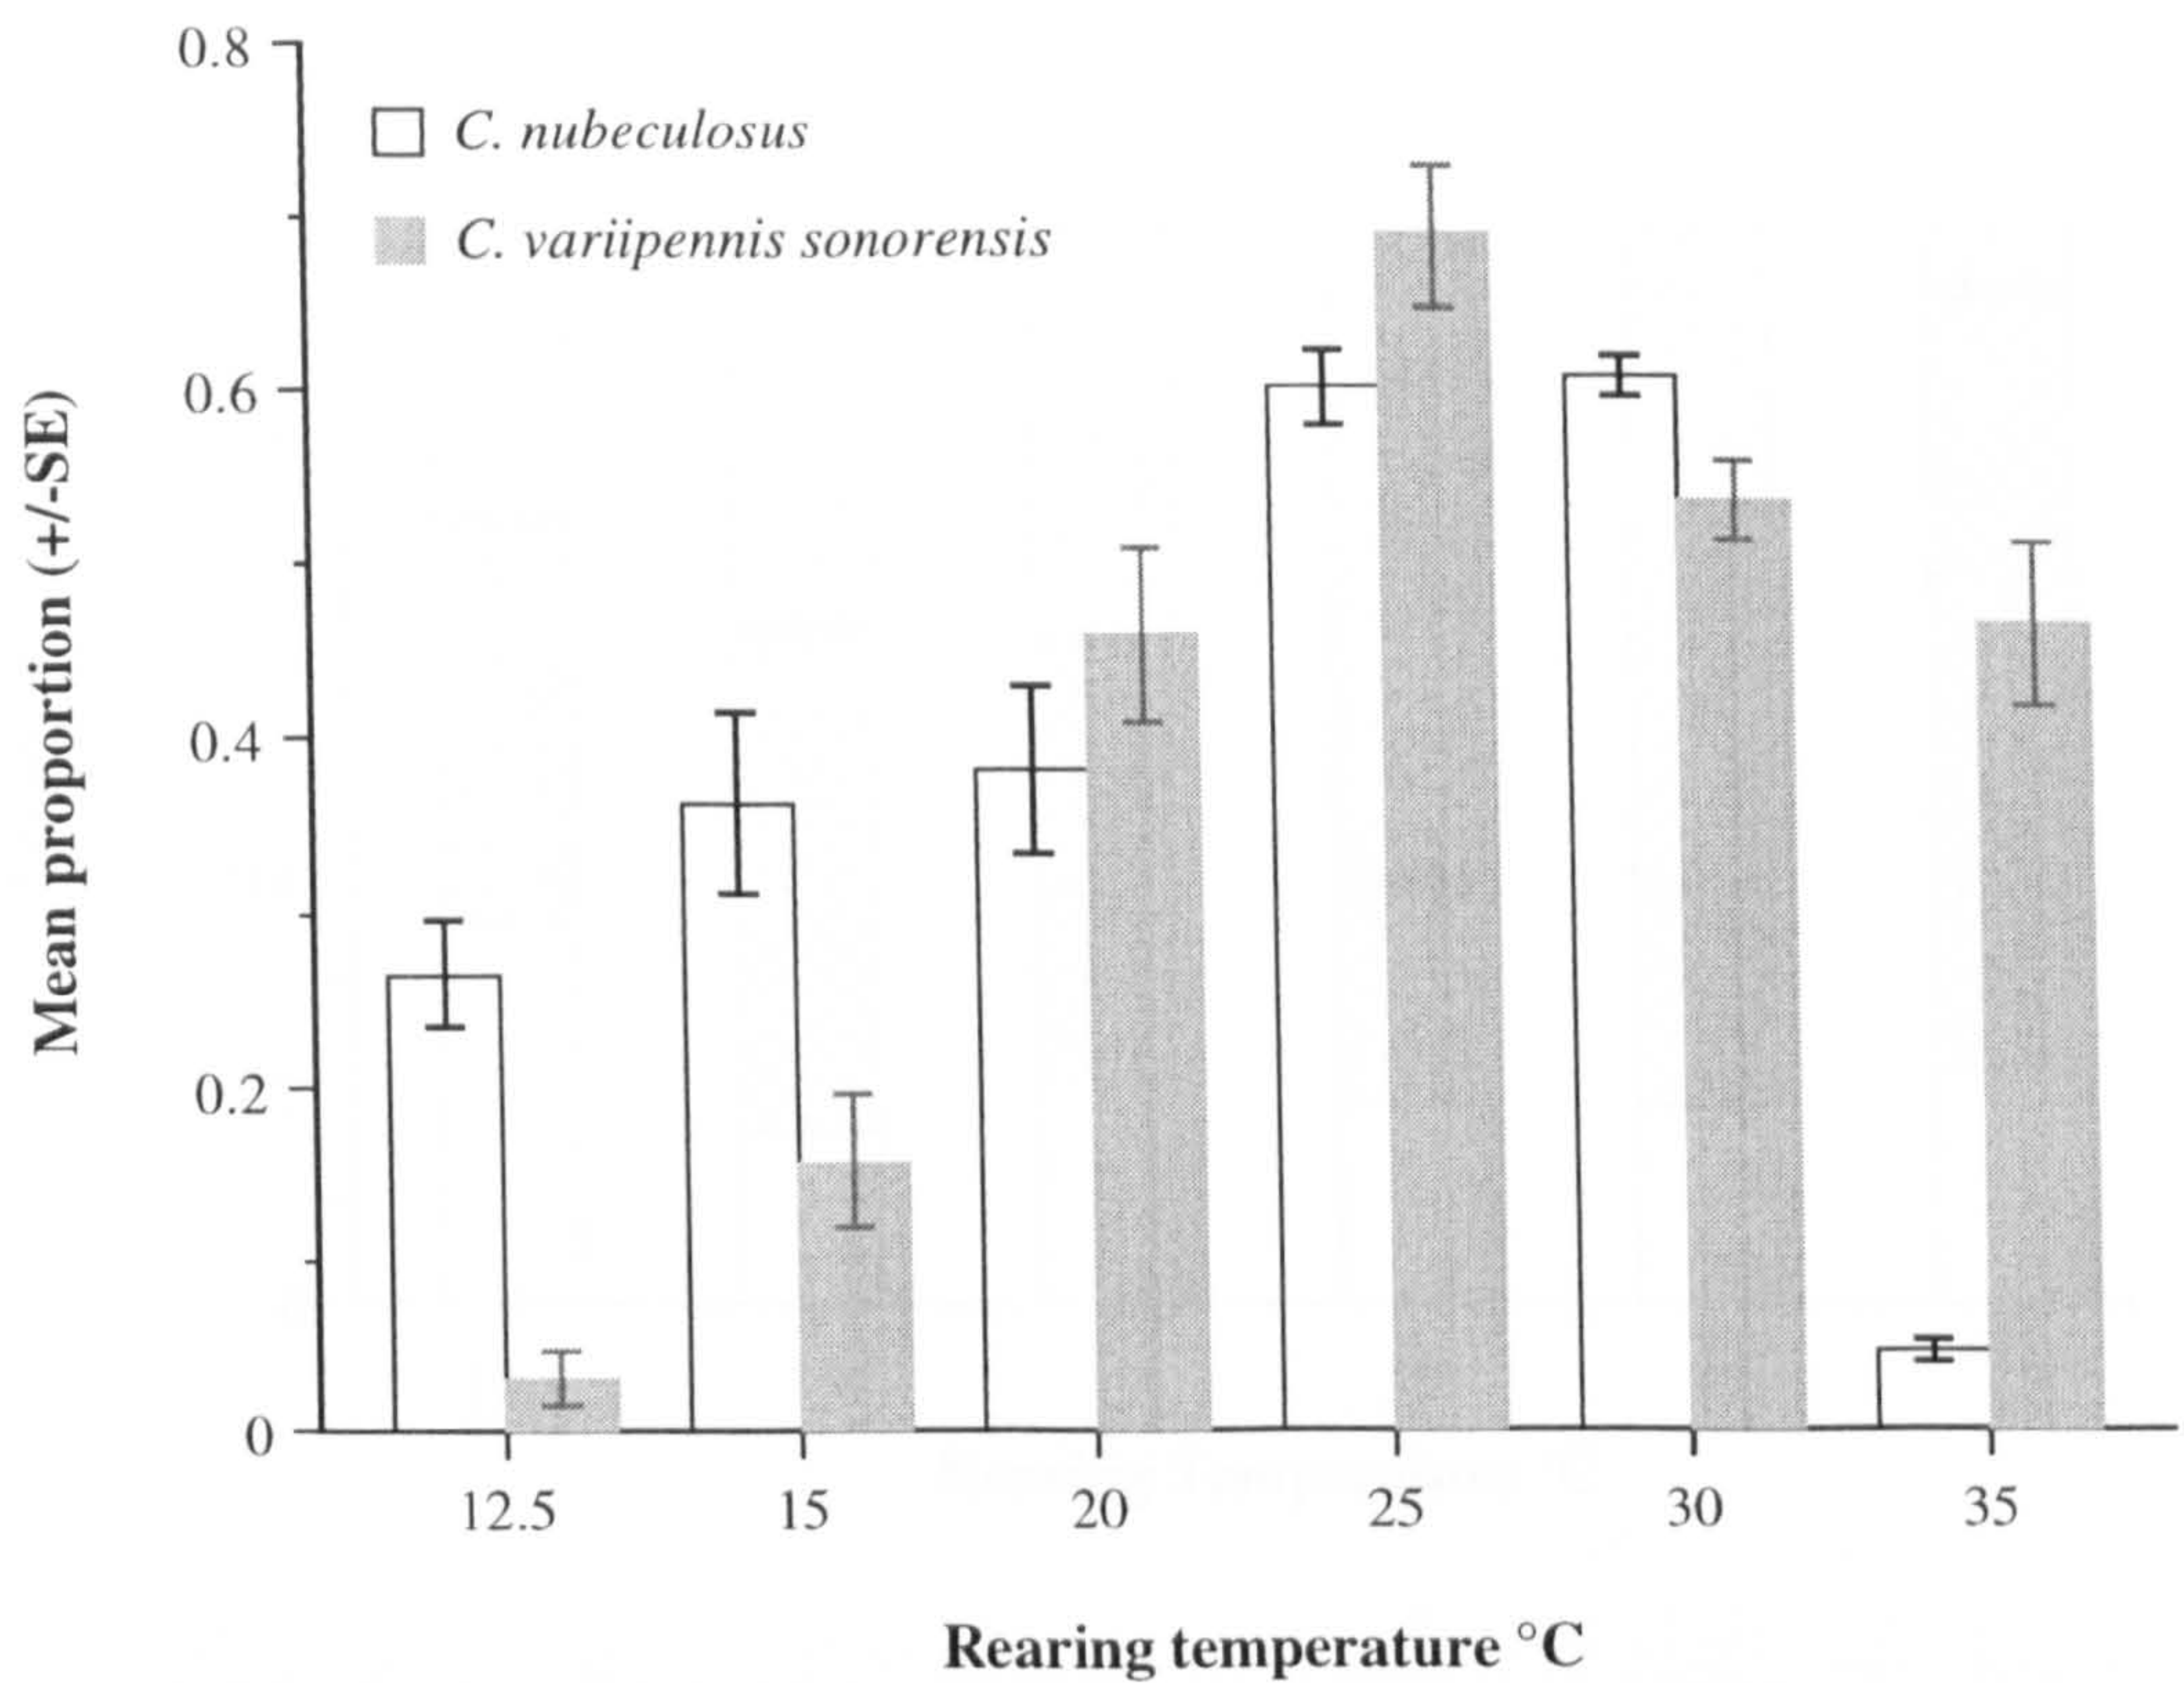 0.8
C. nubeculosus
C. variipennis sonorensis
0.6
0.4
0.2
0
Mean proportion (+/-SE)
12.5 15 20 25 30 35
Rearing temperature °C